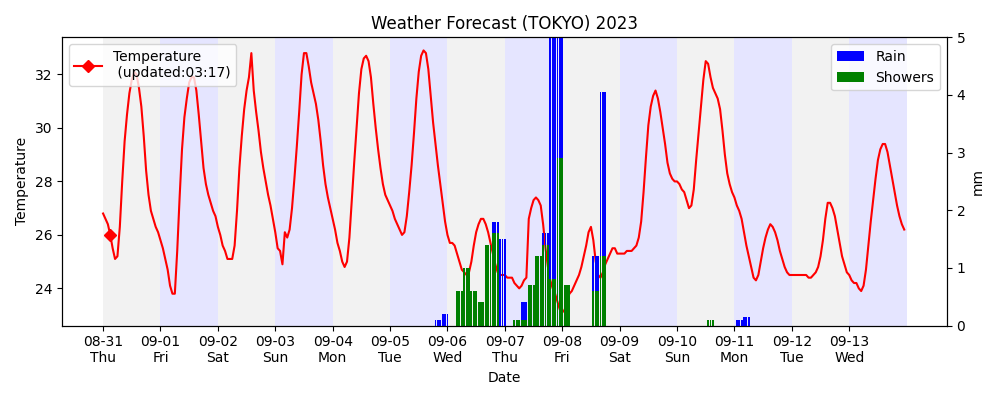 Weather Forecast (TOKYO) 2023
Temperature
(updated:03:17)
Rain
Showers
Temperature
32
30
28
26
24
5
4
3
2
1
0
mm
08-31 09-01 09-02 09-03 09-04 09-05 09-06 09-07 09-08 09-09 09-10 09-11 09-12 09-13
Thu Fri Sat Sun Mon Tue Wed Thu Fri Sat Sun Mon Tue Wed
Date